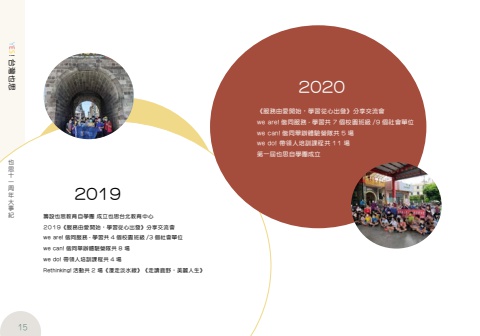 YES! 台灣也思
也思十一周年大事紀
2019
籌設也思教育自學團 成立也思台北教育中心
2019《服務由愛開始・學習從心出發》分享交流會
we are! 偕同服務・學習共 4 個校園班級 /3 個社會單位
we can! 偕同舉辦體驗營隊共 8 場
we do! 帶領人培訓課程共 4 場
Rethinking! 活動共 2 場《漫走淡水線》《走讀鹿野・美麗人生》
2020
《服務由愛開始・學習從心出發》分享交流會
we are! 偕同服務・學習共 7 個校園班級 /9 個社會單位
we can! 偕同舉辦體驗營隊共 5 場
we do! 帶領人培訓課程共 11 場
第一屆也思自學團成立
15